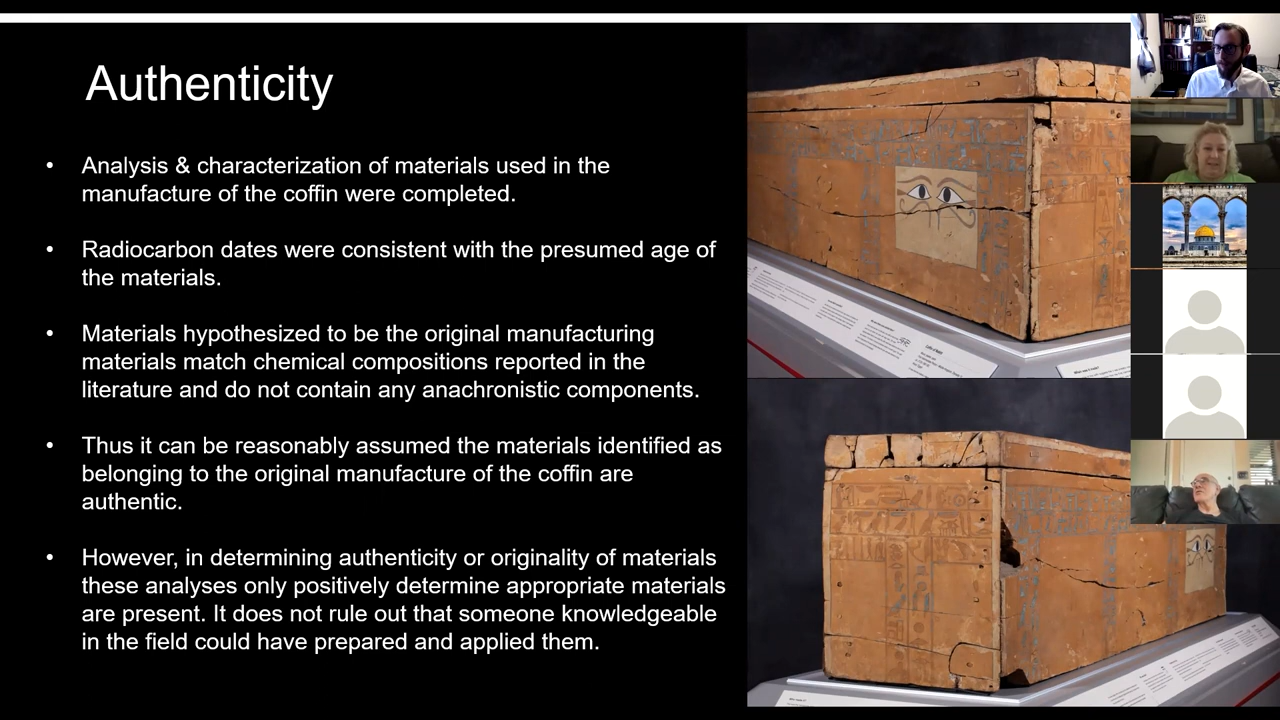 Authenticity
• Analysis & characterization of materials used in the
manufacture of the coffin were completed.
• Radiocarbon dates were consistent with the presumed age of
the materials.
• Materials hypothesized to be the original manufacturing
materials match chemical compositions reported in the
literature and do not contain any anachronistic components.
• Thus it can be reasonably assumed the materials identified as
belonging to the original manufacture of the coffin are
authentic.
• However, in determining authenticity or originality of materials
these analyses only positively determine appropriate materials
are present. It does not rule out that someone knowledgeable
in the field could have prepared and applied them.